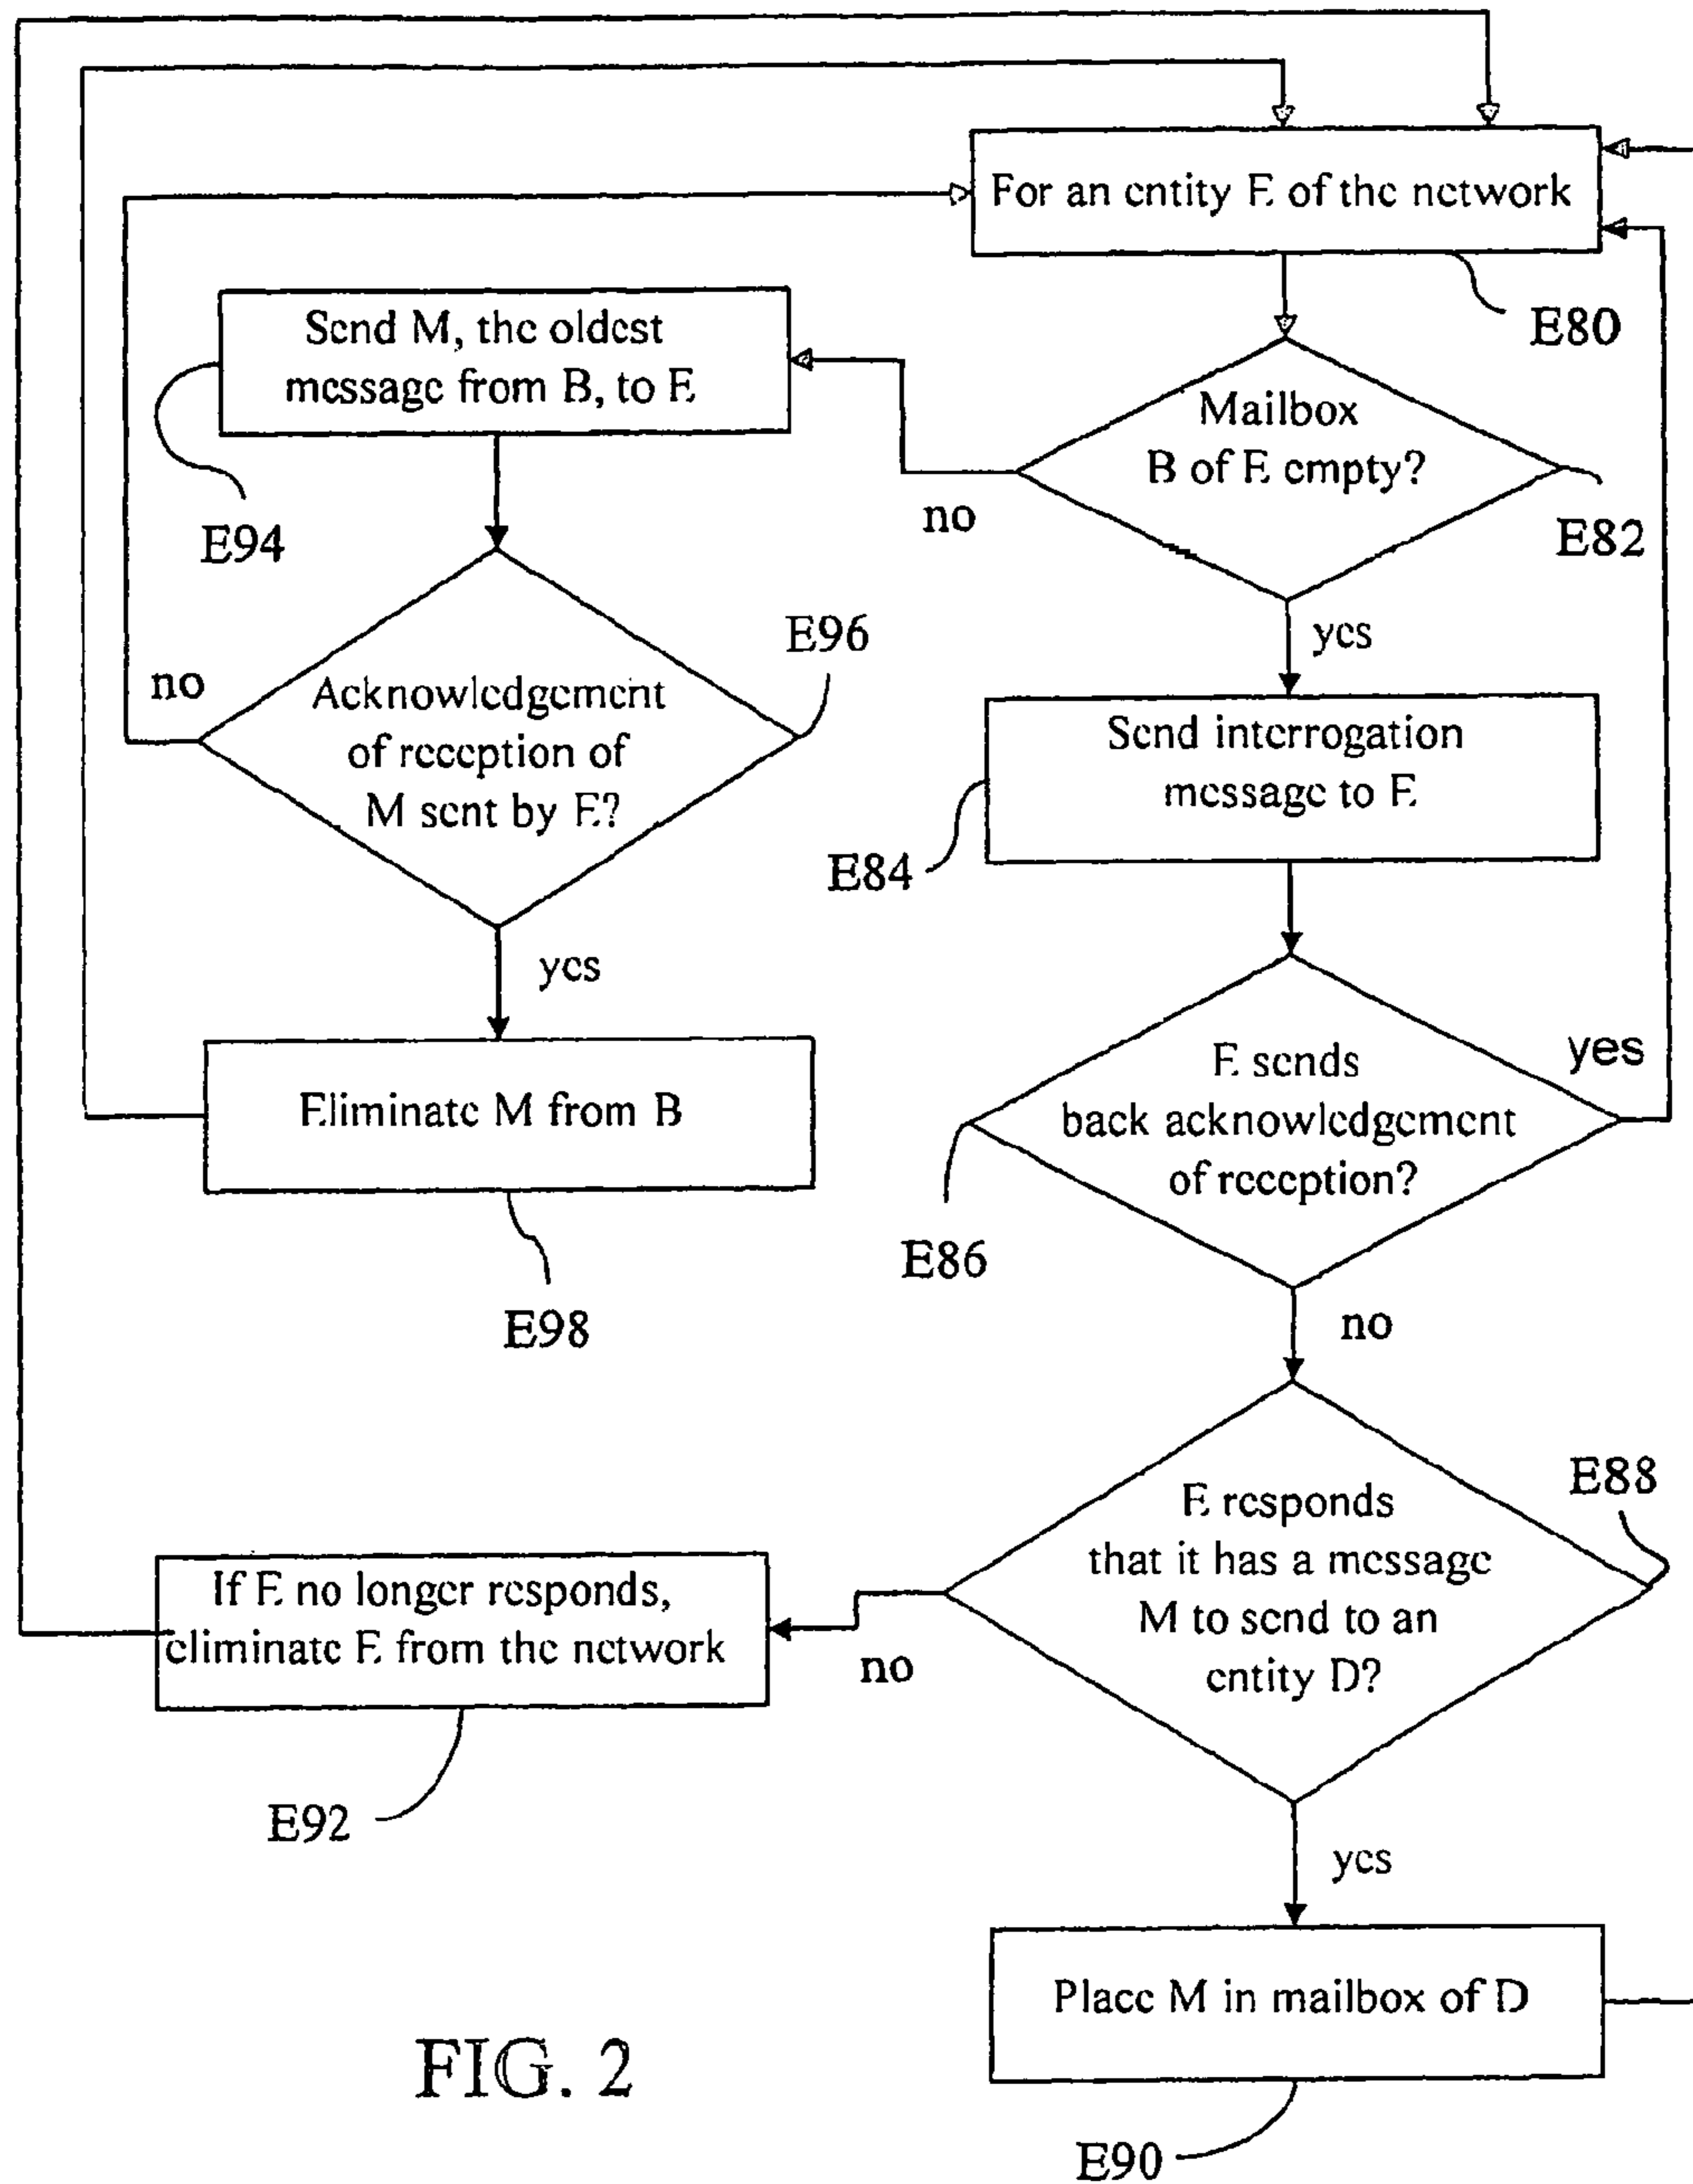 For an entity E of the network
E80
Send M, the oldest
message from B, to E
E94
Mailbox
B of E empty?
E82
no
yes
E96
Acknowledgement
of reception of
M sent by E?
no
yes
Send interrogation
message to E
E84
Eliminate M from B
E98
E sends
back acknowledgement
of reception?
yes
E86
no
E88
E responds
that it has a message
M to send to an
entity D?
no
yes
If E no longer responds,
eliminate E from the network
E92
Place M in mailbox of D
E90
FIG. 2